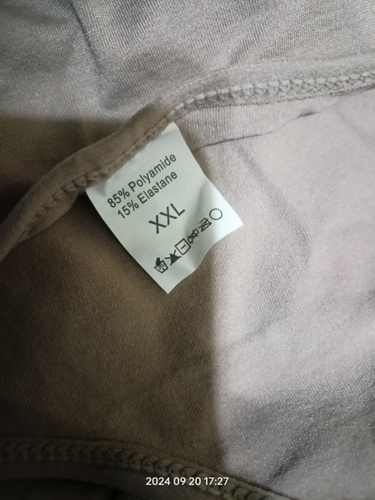 85% Polyamide
15% Elastane
XXL
2024 09 20 17:27